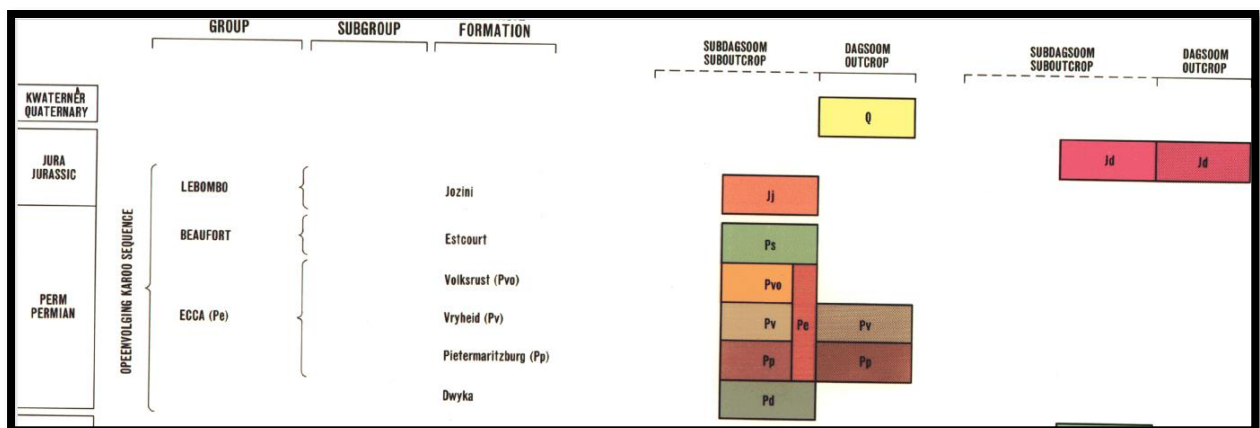 GROUP
SUBGROUP
FORMATION
SUBDAGSOOM
SUBOUTCROP
DAGSOOM
OUTCROP
SUBDAGSOOM
SUBOUTCROP
DAGSOOM
OUTCROP
KWATERNÊR
QUATERNARY
Q
JURA
JURASSIC
Jd
Jd
LEBOMBO
Jozini
Jj
BEAUFORT
Estcourt
Ps
OPEENVOLGING KAROO SEQUENCE
Volksrust (Pvo)
Pvo
PERM
PERMIAN
ECCA (Pe)
Vryheid (Pv)
Pv
Pe
Pv
Pietermaritzburg (Pp)
Pp
Pp
Dwyka
Pd